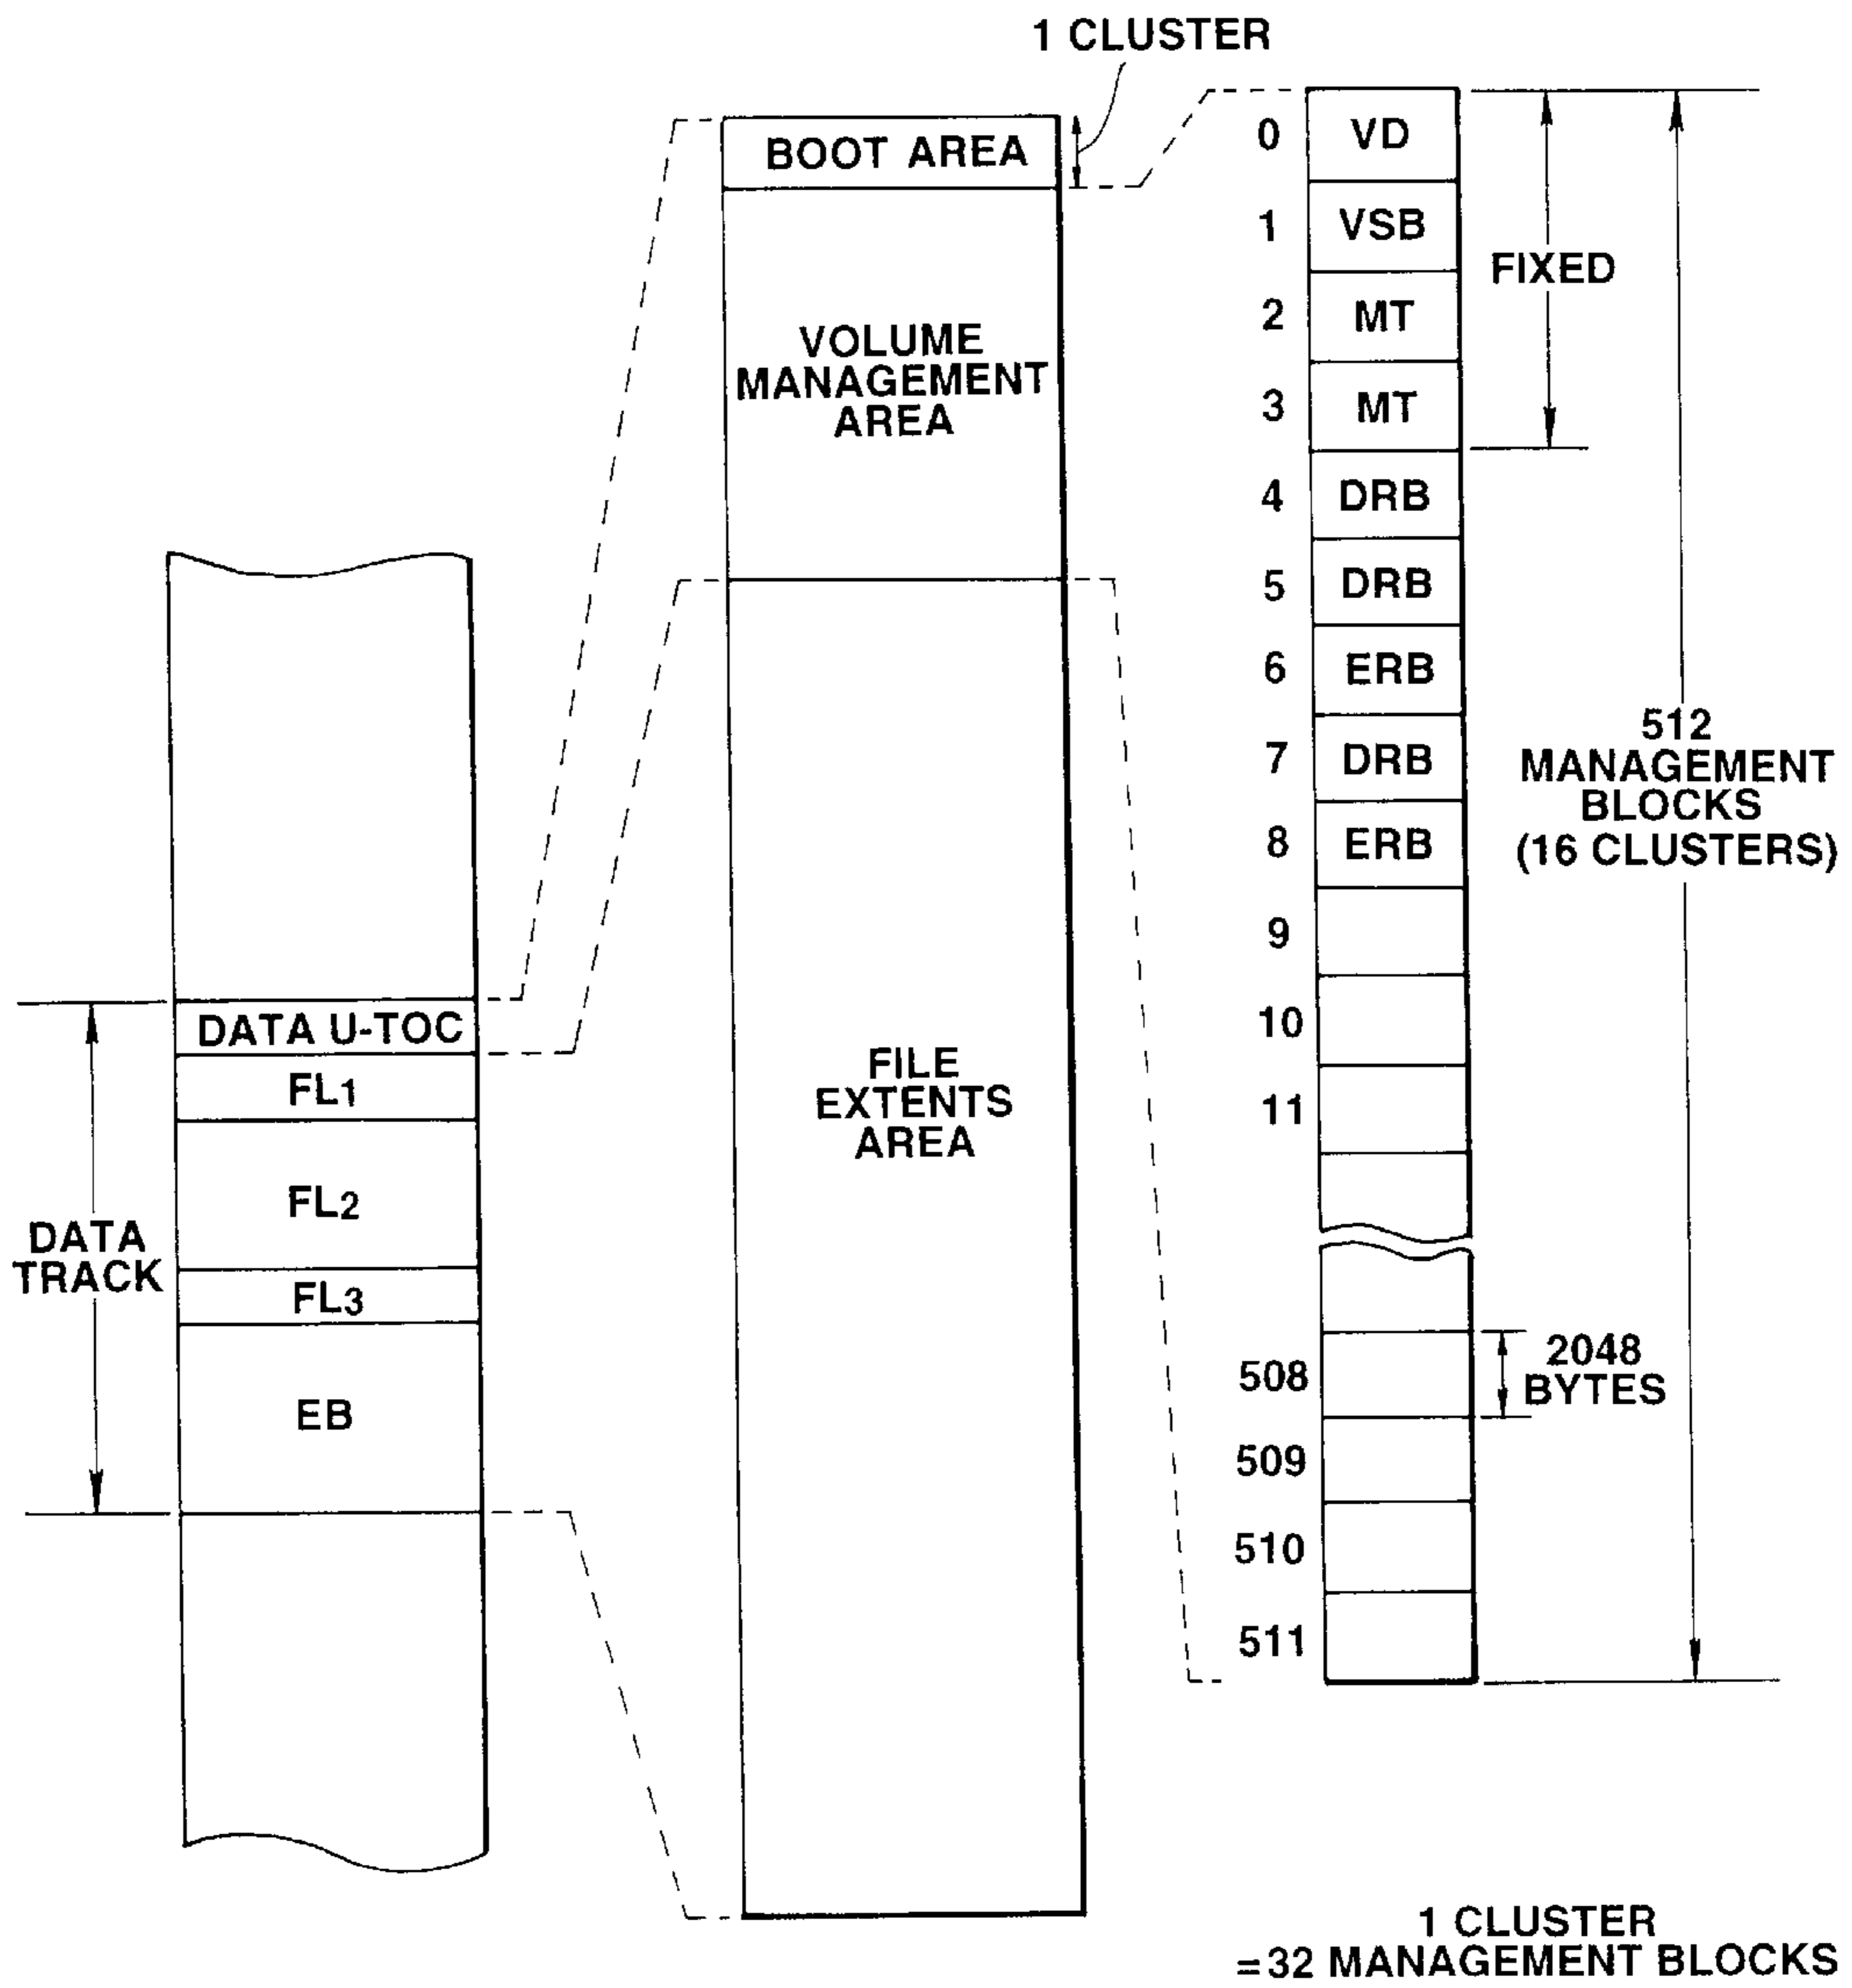 1 CLUSTER
BOOT AREA
VOLUME
MANAGEMENT
AREA
FILE
EXTENTS
AREA
DATA U-TOC
FL1
FL2
FL3
EB
DATA
TRACK
0 VD
1 VSB
2 MT
3 MT
4 DRB
5 DRB
6 ERB
7 DRB
8 ERB
9
10
11
508
509
510
511
FIXED
512
MANAGEMENT
BLOCKS
(16 CLUSTERS)
2048
BYTES
1 CLUSTER
=32 MANAGEMENT BLOCKS